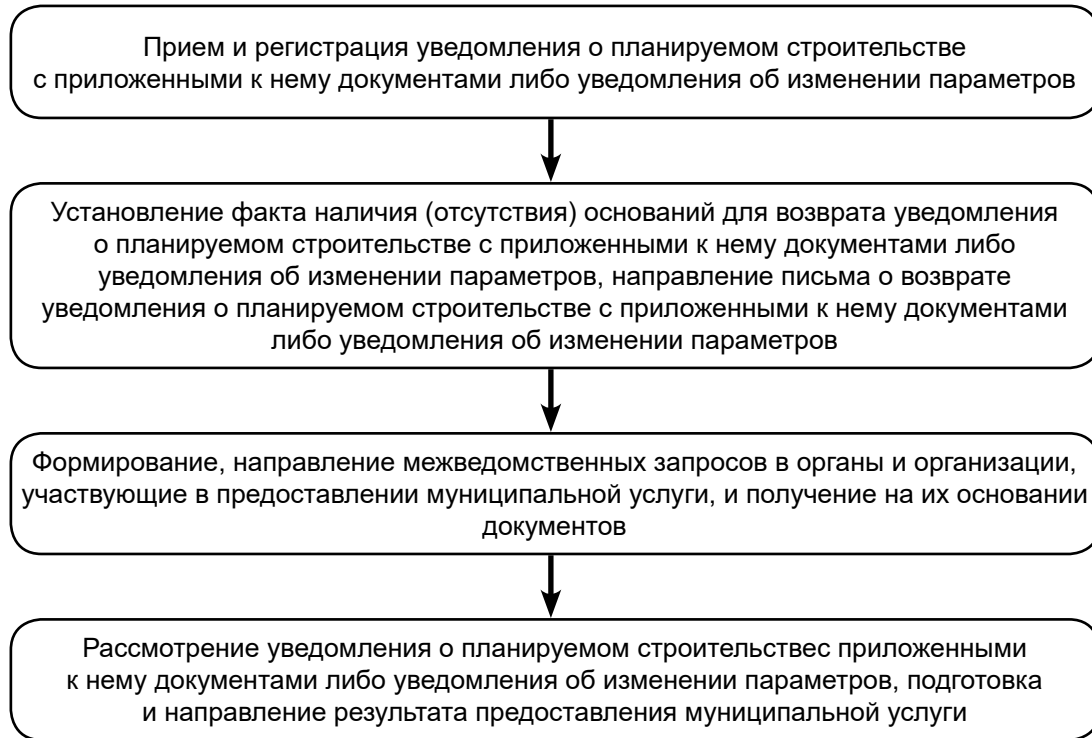 Прием и регистрация уведомления о планируемом строительстве
с приложенными к нему документами либо уведомления об изменении параметров
Установление факта наличия (отсутствия) оснований для возврата уведомления
о планируемом строительстве с приложенными к нему документами либо
уведомления об изменении параметров, направление письма о возврате
уведомления о планируемом строительстве с приложенными к нему документами
либо уведомления об изменении параметров
Формирование, направление межведомственных запросов в органы и организации,
участвующие в предоставлении муниципальной услуги, и получение на их основании
документов
Рассмотрение уведомления о планируемом строительствес приложенными
к нему документами либо уведомления об изменении параметров, подготовка
и направление результата предоставления муниципальной услуги